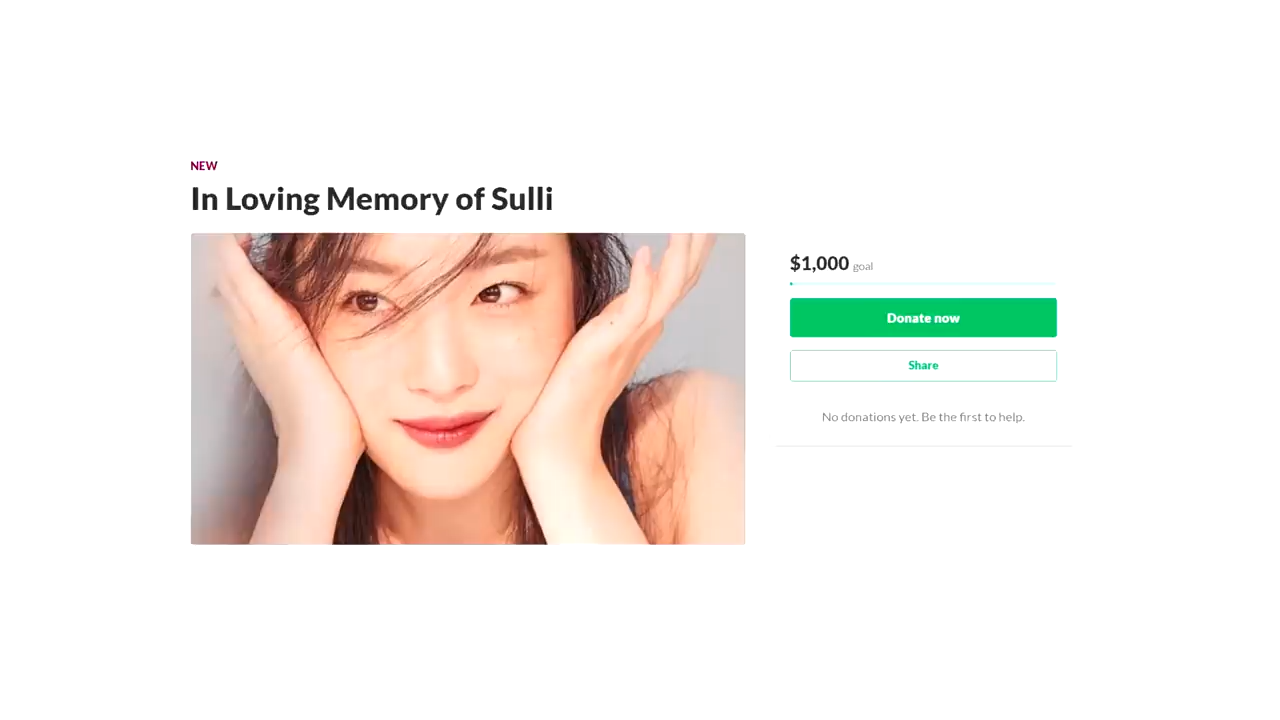 NEW
In Loving Memory of Sulli
$1,000 goal
Donate now
Share
No donations yet. Be the first to help.